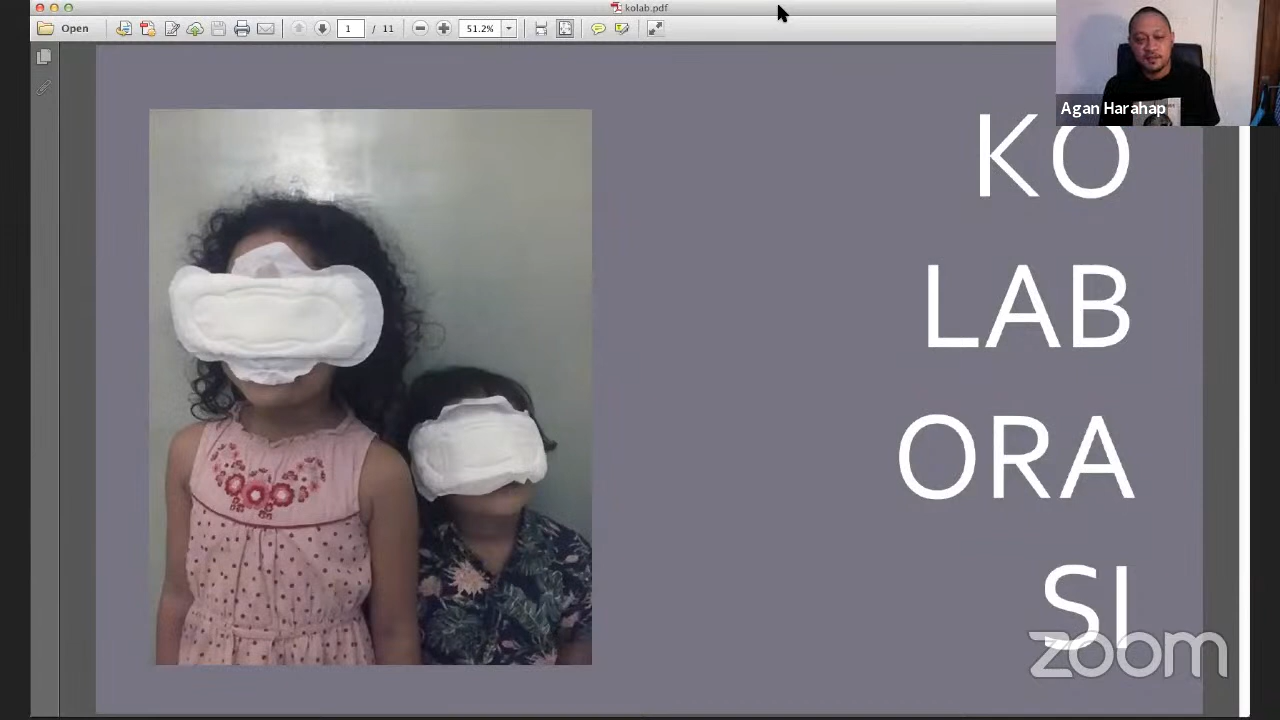 kolab.pdf
Open
1 / 11
51.2%
Agan Harahap
KO
LAB
ORA
SI
zoom